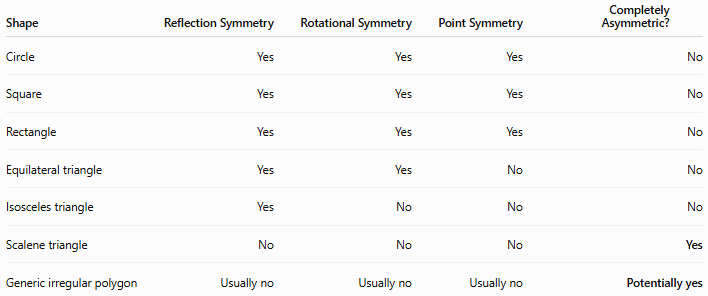 Completely
Shape Reflection Symmetry Rotational Symmetry Point Symmetry Asymmetric?
Circle Yes Yes Yes No
Square Yes Yes Yes No
Rectangle Yes Yes Yes No
Equilateral triangle Yes Yes No No
Isosceles triangle Yes No No No
Scalene triangle No No No Yes
Generic irregular polygon Usually no Usually no Usually no Potentially yes